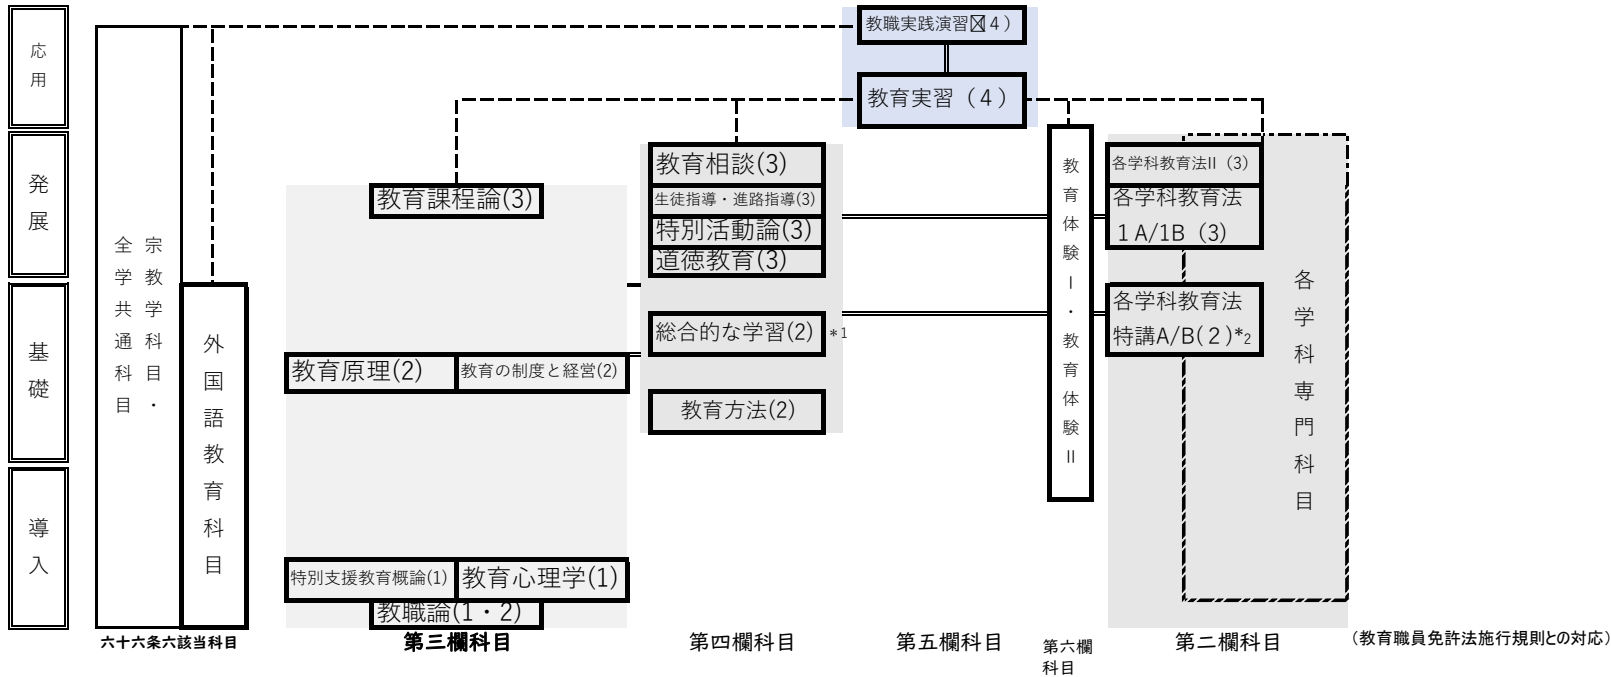 応用
発展
基礎
導入
宗教学科目・
全学共通科目
外国語教育科目
教職実践演習(4)
教育実習（4）
教育課程論(3)
教育原理(2)
教育の制度と経営(2)
特別支援教育概論(1)
教育心理学(1)
教職論(1・2)
教育相談(3)
生徒指導・進路指導(3)
特別活動論(3)
道徳教育(3)
総合的な学習(2)
*1
教育方法(2)
教育体験Ⅰ・教育体験Ⅱ
各学科教育法II（3）
各学科教育法
１A/1B（3）
各学科教育法
特講A/B(２)*2
各学科専門科目
六十六条六該当科目
第三欄科目
第四欄科目
第五欄科目
第六欄
科目
第二欄科目
（教育職員免許法施行規則との対応）